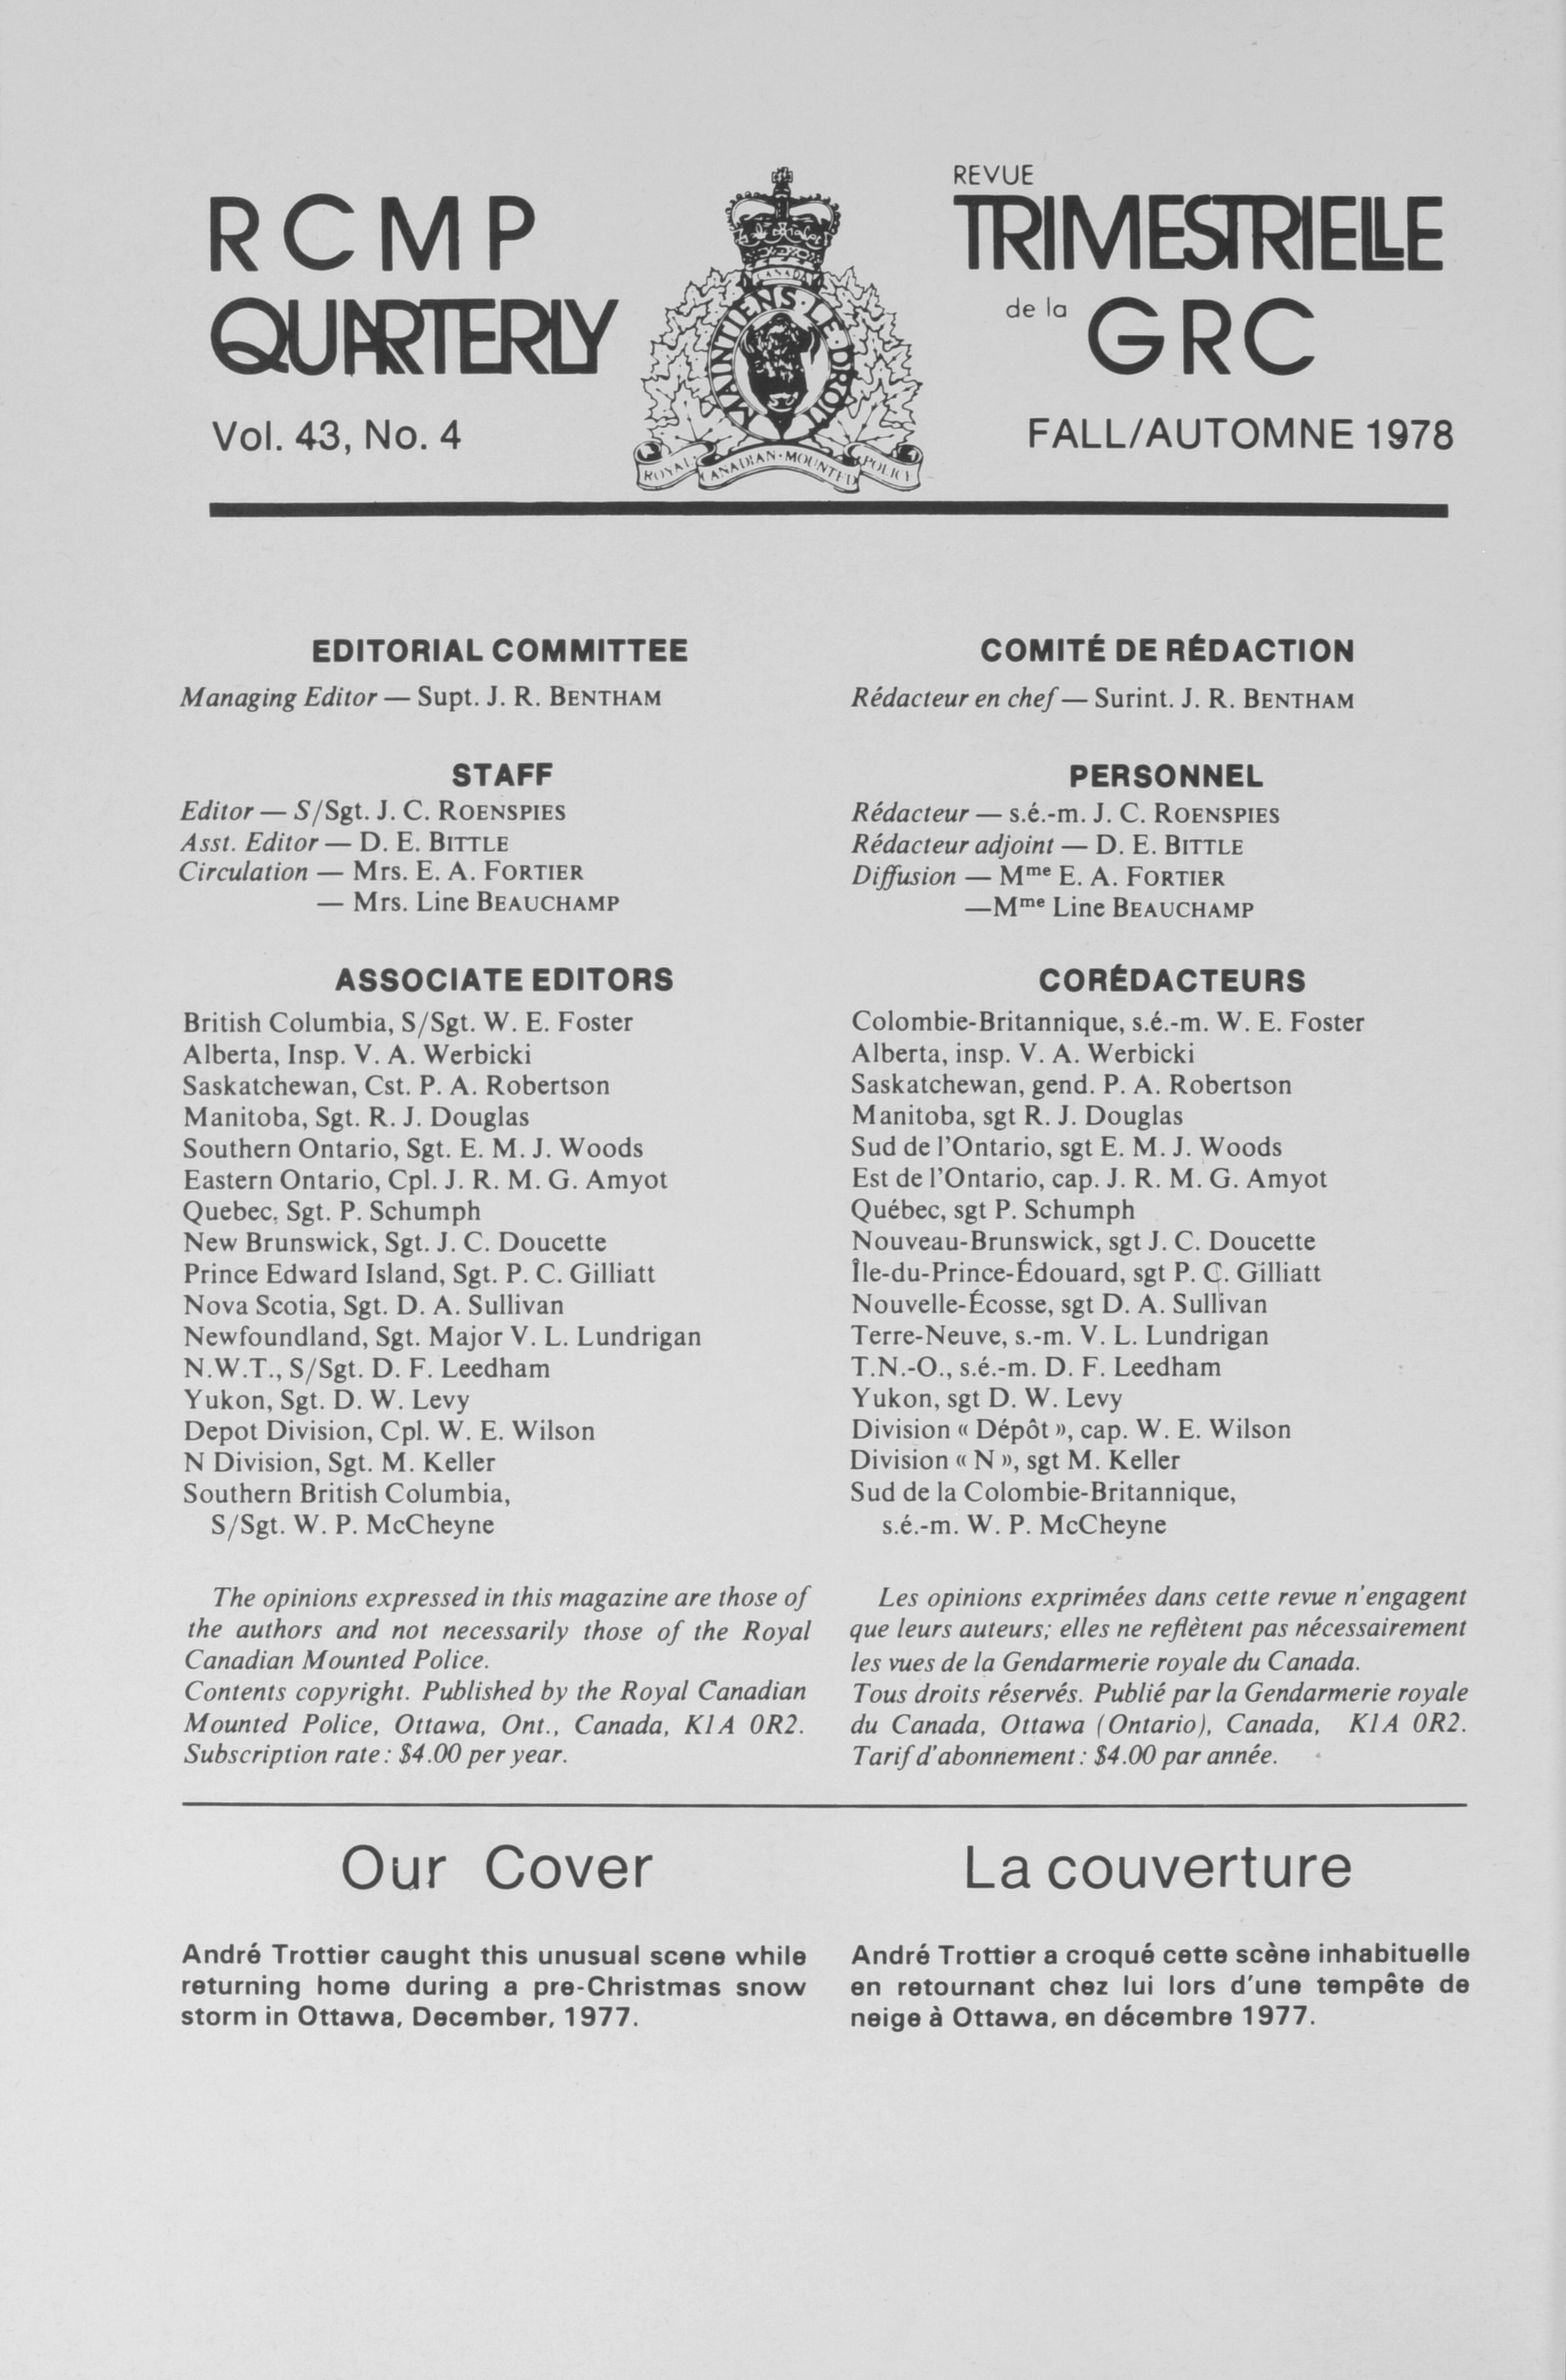 RCMP
QUARTERLY
Vol. 43, No. 4
CANADA
MAINTIENS LE DROIT
ROYAL CANADIAN · MOUNTED POLICE
REVUE
TRIMESTRIELLE
de la GRC
FALL/AUTOMNE 1978
EDITORIAL COMMITTEE
Managing Editor — Supt. J. R. BENTHAM
STAFF
Editor — S/Sgt. J. C. ROENSPIES
Asst. Editor — D. E. BITTLE
Circulation — Mrs. E. A. FORTIER
— Mrs. Line BEAUCHAMP
ASSOCIATE EDITORS
British Columbia, S/Sgt. W. E. Foster
Alberta, Insp. V. A. Werbicki
Saskatchewan, Cst. P. A. Robertson
Manitoba, Sgt. R. J. Douglas
Southern Ontario, Sgt. E. M. J. Woods
Eastern Ontario, Cpl. J. R. M. G. Amyot
Quebec, Sgt. P. Schumph
New Brunswick, Sgt. J. C. Doucette
Prince Edward Island, Sgt. P. C. Gilliatt
Nova Scotia, Sgt. D. A. Sullivan
Newfoundland, Sgt. Major V. L. Lundrigan
N.W.T., S/Sgt. D. F. Leedham
Yukon, Sgt. D. W. Levy
Depot Division, Cpl. W. E. Wilson
N Division, Sgt. M. Keller
Southern British Columbia,
S/Sgt. W. P. McCheyne
The opinions expressed in this magazine are those of
the authors and not necessarily those of the Royal
Canadian Mounted Police.
Contents copyright. Published by the Royal Canadian
Mounted Police, Ottawa, Ont., Canada, K1A 0R2.
Subscription rate: $4.00 per year.
COMITÉ DE RÉDACTION
Rédacteur en chef — Surint. J. R. BENTHAM
PERSONNEL
Rédacteur — s.é.-m. J. C. ROENSPIES
Rédacteur adjoint — D. E. BITTLE
Diffusion — Mme E. A. FORTIER
—Mme Line BEAUCHAMP
CORÉDACTEURS
Colombie-Britannique, s.é.-m. W. E. Foster
Alberta, insp. V. A. Werbicki
Saskatchewan, gend. P. A. Robertson
Manitoba, sgt R. J. Douglas
Sud de l'Ontario, sgt E. M. J. Woods
Est de l'Ontario, cap. J. R. M. G. Amyot
Québec, sgt P. Schumph
Nouveau-Brunswick, sgt J. C. Doucette
Île-du-Prince-Édouard, sgt P. C. Gilliatt
Nouvelle-Écosse, sgt D. A. Sullivan
Terre-Neuve, s.-m. V. L. Lundrigan
T.N.-O., s.é.-m. D. F. Leedham
Yukon, sgt D. W. Levy
Division « Dépôt », cap. W. E. Wilson
Division « N », sgt M. Keller
Sud de la Colombie-Britannique,
s.é.-m. W. P. McCheyne
Les opinions exprimées dans cette revue n'engagent
que leurs auteurs; elles ne reflètent pas nécessairement
les vues de la Gendarmerie royale du Canada.
Tous droits réservés. Publié par la Gendarmerie royale
du Canada, Ottawa (Ontario), Canada, K1A 0R2.
Tarif d'abonnement: $4.00 par année.
Our Cover
André Trottier caught this unusual scene while
returning home during a pre-Christmas snow
storm in Ottawa, December, 1977.
La couverture
André Trottier a croqué cette scène inhabituelle
en retournant chez lui lors d'une tempête de
neige à Ottawa, en décembre 1977.